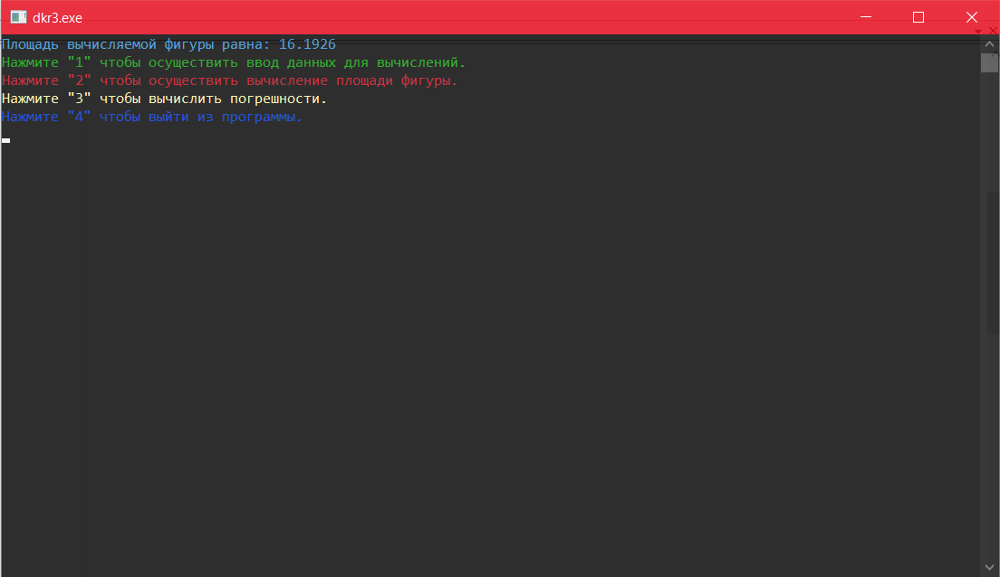 dkr3.exe
Площадь вычисляемой фигуры равна: 16.1926
Нажмите "1" чтобы осуществить ввод данных для вычислений.
Нажмите "2" чтобы осуществить вычисление площади фигуры.
Нажмите "3" чтобы вычислить погрешности.
Нажмите "4" чтобы выйти из программы.